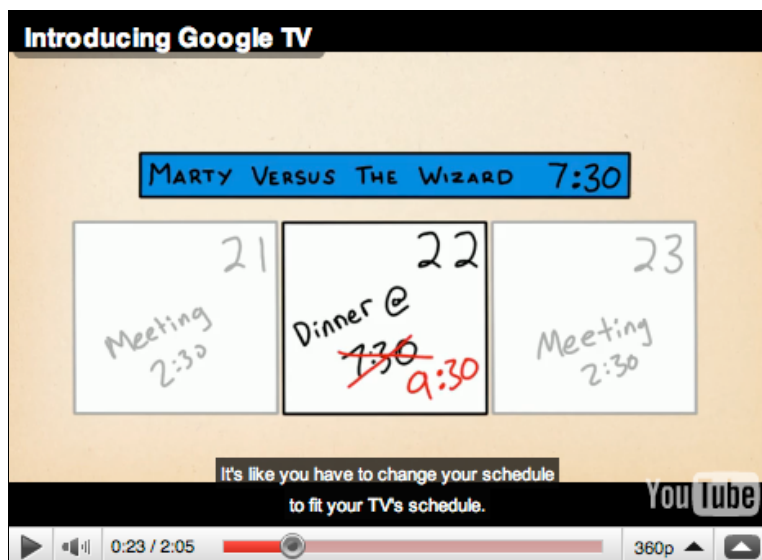 Introducing Google TV
MARTY VERSUS THE WIZARD 7:30
21
Meeting
2:30
22
Dinner @
7:30
9:30
23
Meeting
2:30
It's like you have to change your schedule
to fit your TV's schedule.
YouTube
0:23 / 2:05
360p